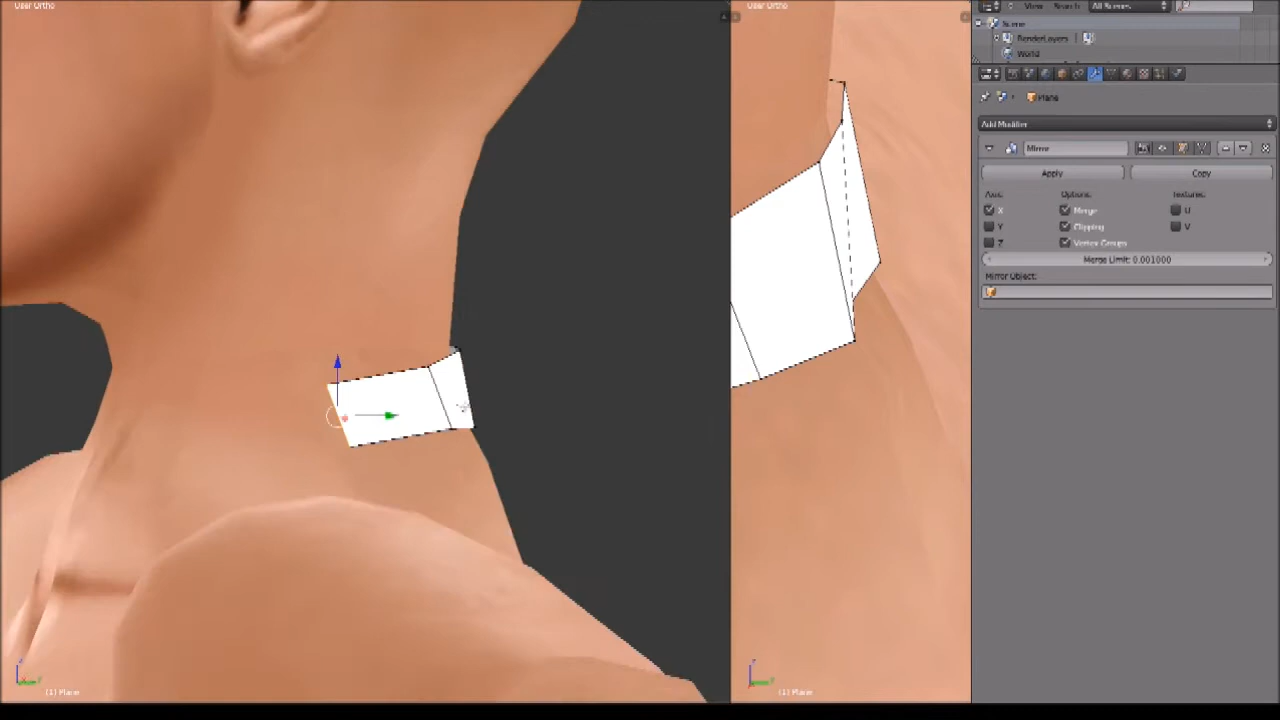 User Ortho
User Ortho
View
Search
All Scenes
Scene
RenderLayers
World
Plane
Add Modifier
Mirror
Apply
Copy
Axis:
Options:
Textures:
X
Merge
U
Y
Clipping
V
Z
Vertex Groups
Merge Limit: 0.001000
Mirror Object:
(1) Plane
(1) Plane